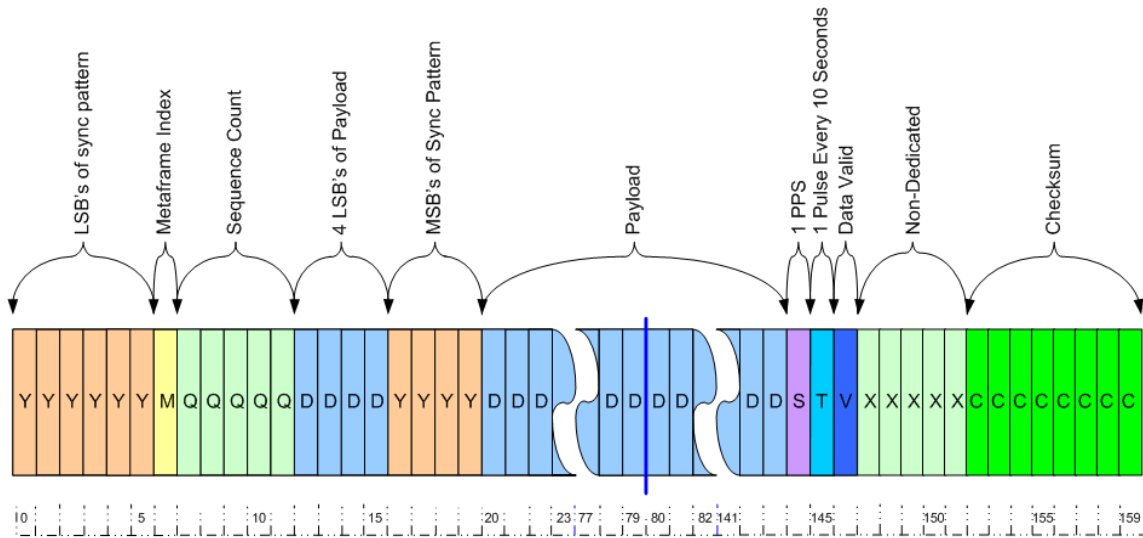 LSB's of sync pattern
Metaframe Index
Sequence Count
4 LSB's of Payload
MSB's of Sync Pattern
Payload
1 PPS
1 Pulse Every 10 Seconds
Data Valid
Non-Dedicated
Checksum
Y Y Y Y Y Y M Q Q Q Q Q D D D D Y Y Y Y D D D D D D D D D S T V X X X X X C C C C C C C C
0 5 10 15 20 23 77 79 80 82 141 145 150 155 159